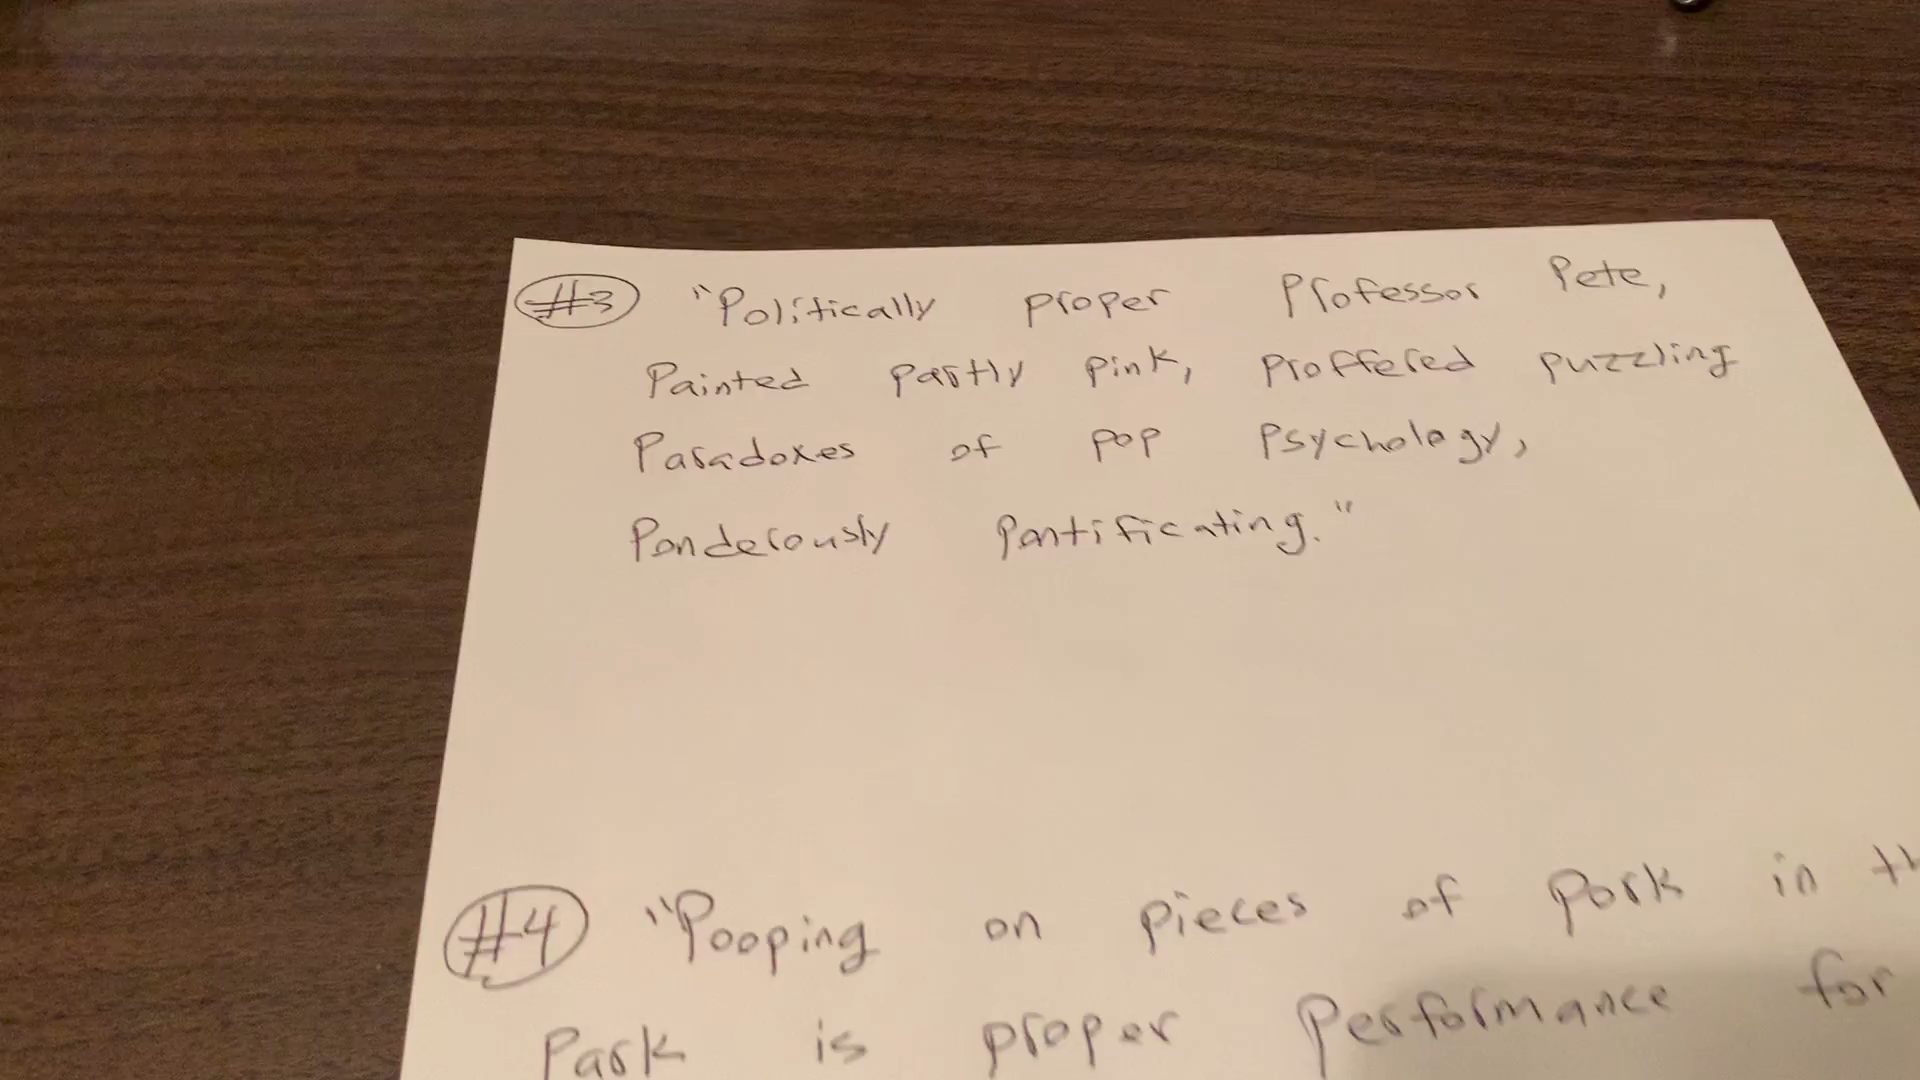 #3 "Politically proper Professor Pete,
Painted partly pink, proffered puzzling
Paradoxes of pop Psychology,
Ponderously Pontificating."
#4 "Pooping on pieces of pork in
Park is proper Performance for